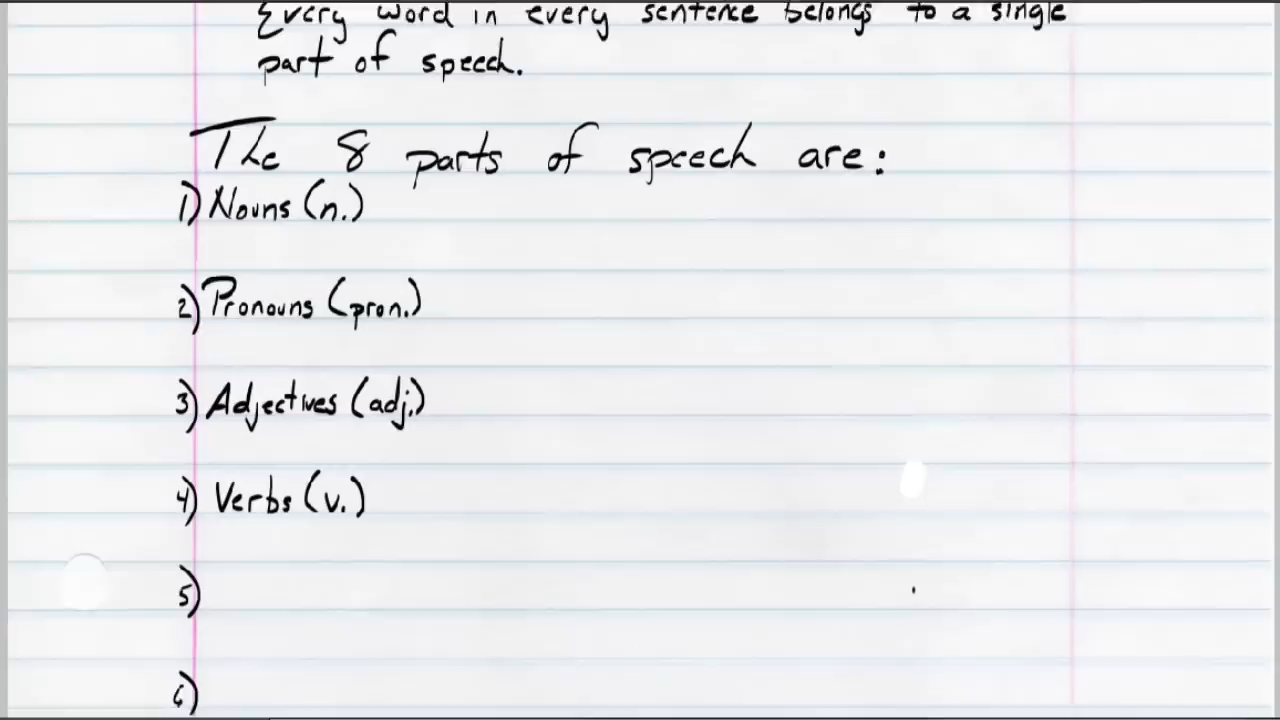 Every word in every sentence belongs to a single
part of speech.
The 8 parts of speech are:
1) Nouns (n.)
2) Pronouns (pron.)
3) Adjectives (adj.)
4) Verbs (v.)
5)
6)